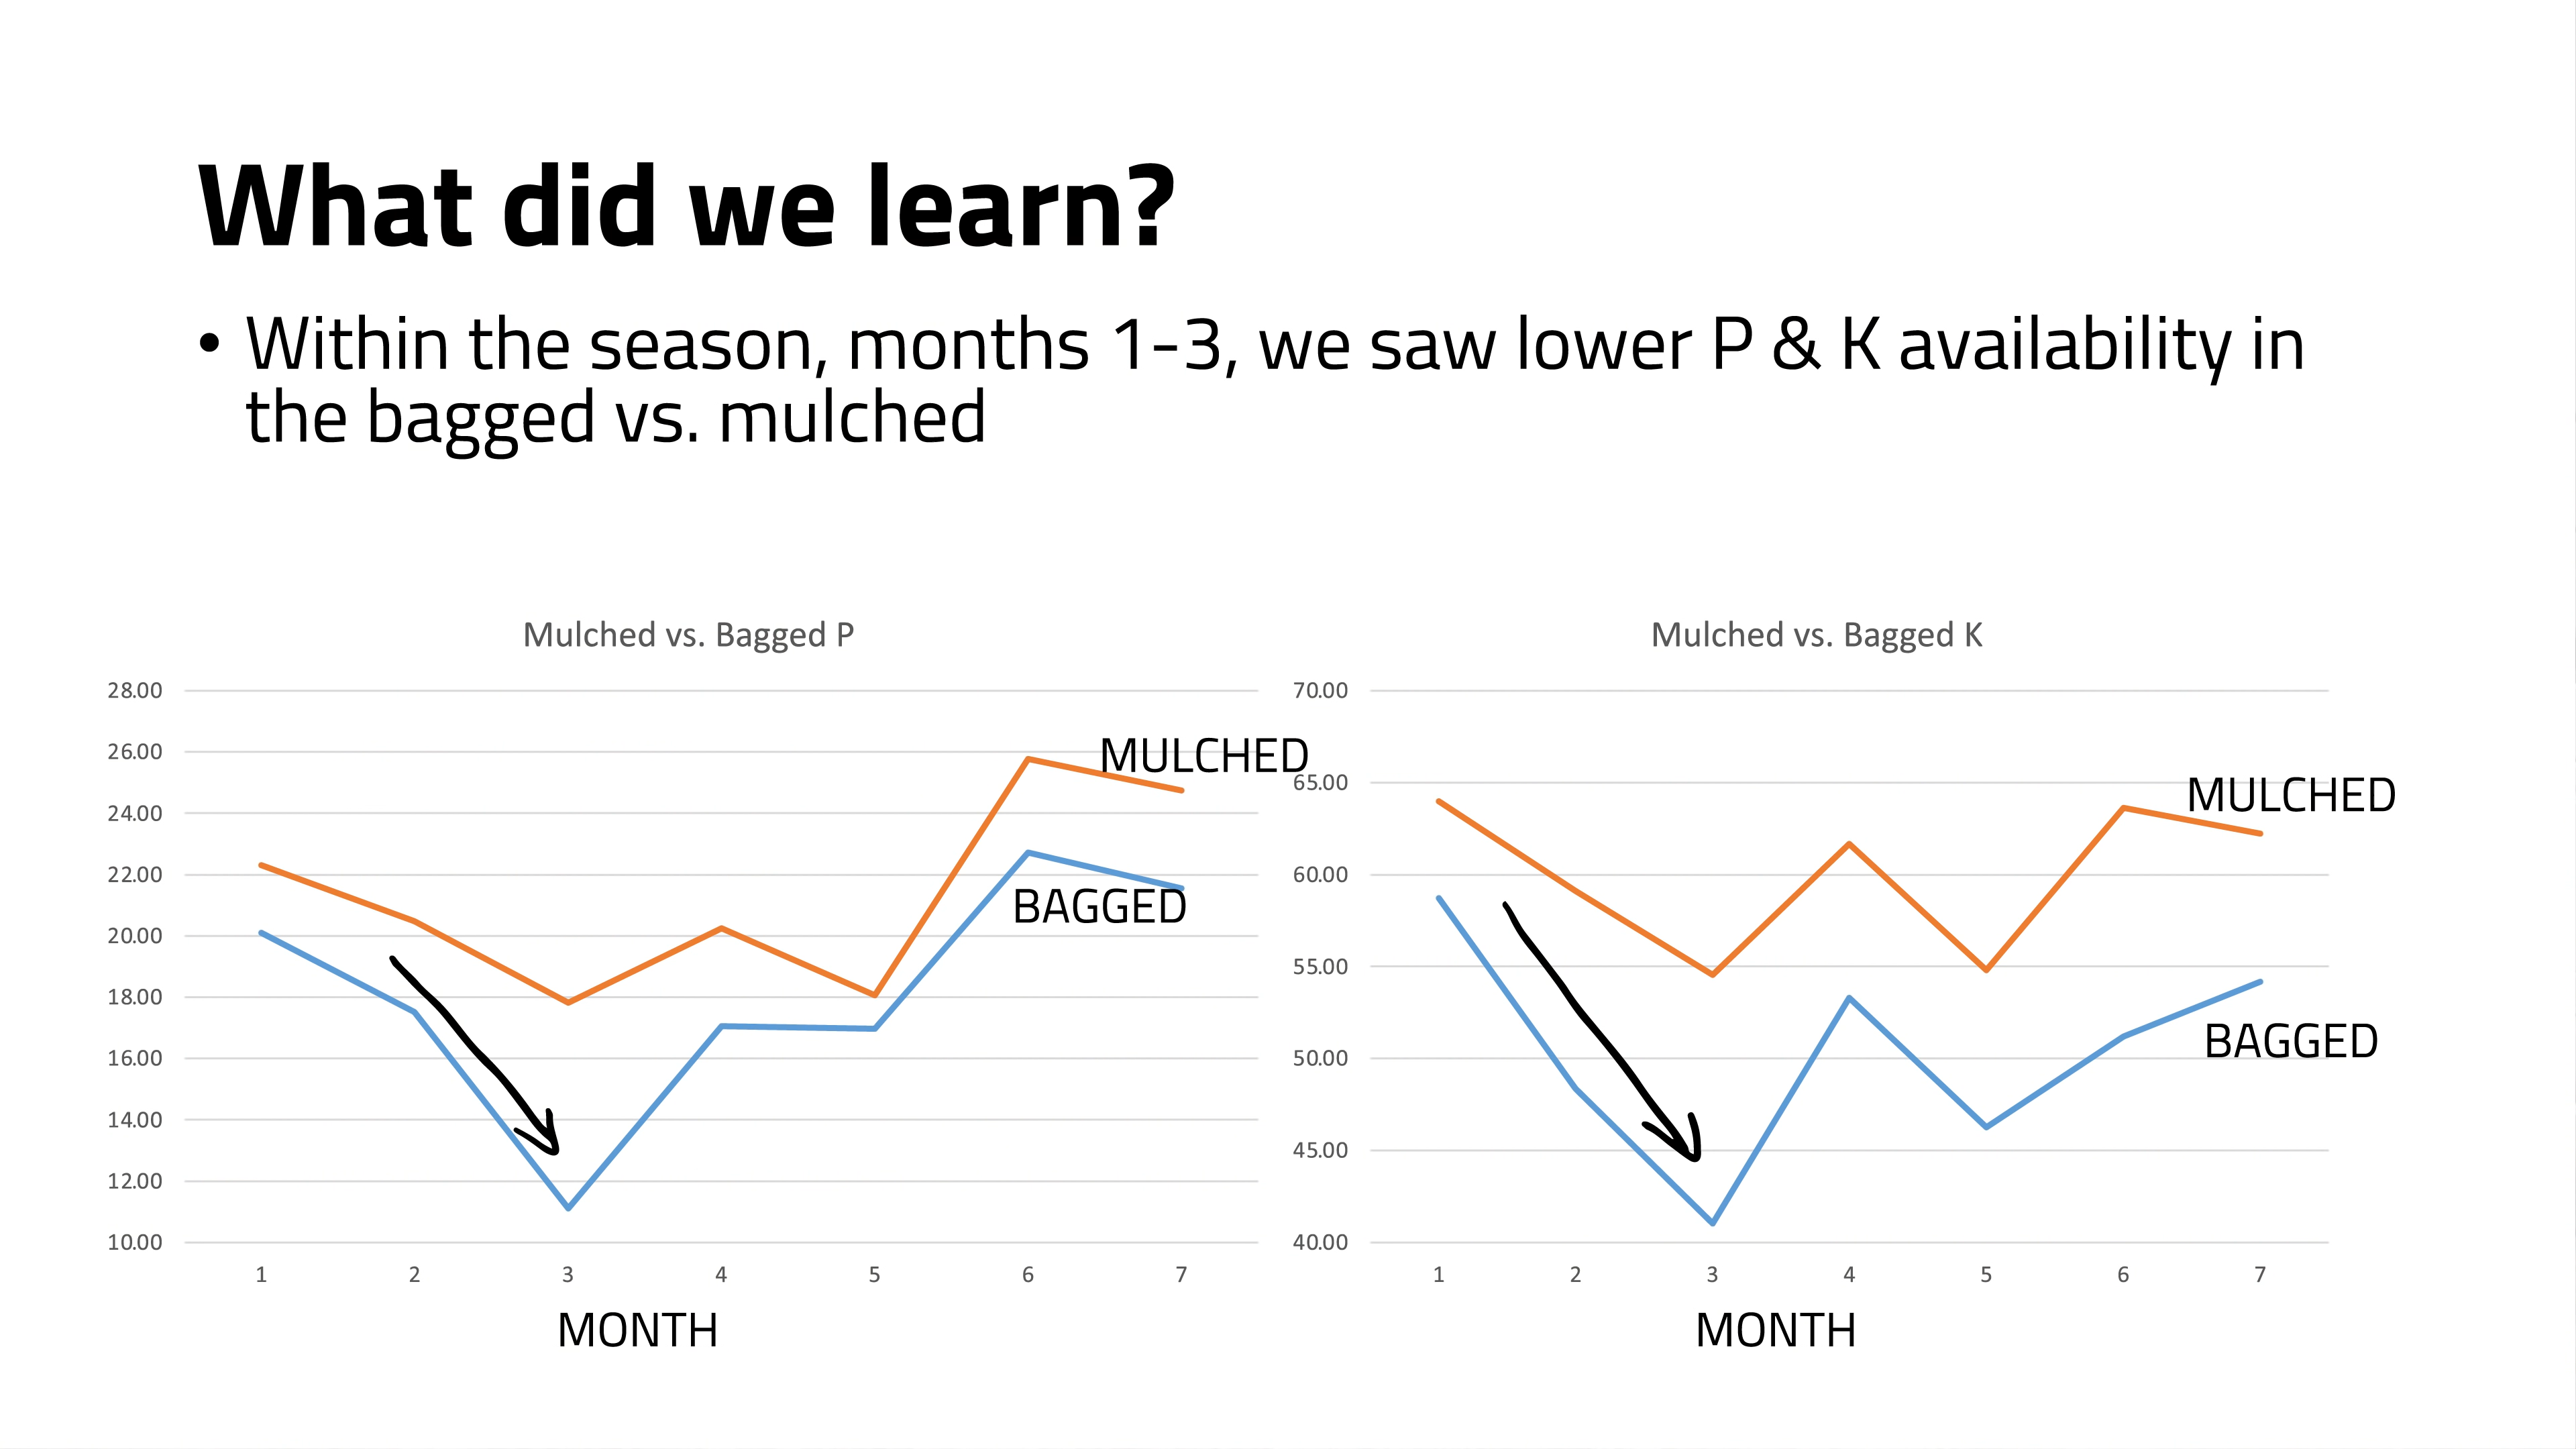 What did we learn?
• Within the season, months 1-3, we saw lower P & K availability in
the bagged vs. mulched
Mulched vs. Bagged P
28.00
26.00
24.00
22.00
20.00
18.00
16.00
14.00
12.00
10.00
MULCHED
BAGGED
1 2 3 4 5 6 7
MONTH
Mulched vs. Bagged K
70.00
65.00
60.00
55.00
50.00
45.00
40.00
MULCHED
BAGGED
1 2 3 4 5 6 7
MONTH